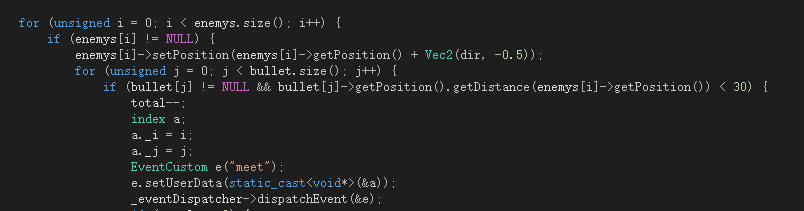 for (unsigned i = 0; i < enemys.size(); i++) {
if (enemys[i] != NULL) {
enemys[i]->setPosition(enemys[i]->getPosition() + Vec2(dir, -0.5));
for (unsigned j = 0; j < bullet.size(); j++) {
if (bullet[j] != NULL && bullet[j]->getPosition().getDistance(enemys[i]->getPosition()) < 30) {
total--;
index a;
a._i = i;
a._j = j;
EventCustom e("meet");
e.setUserData(static_cast<void*>(&a));
_eventDispatcher->dispatchEvent(&e);